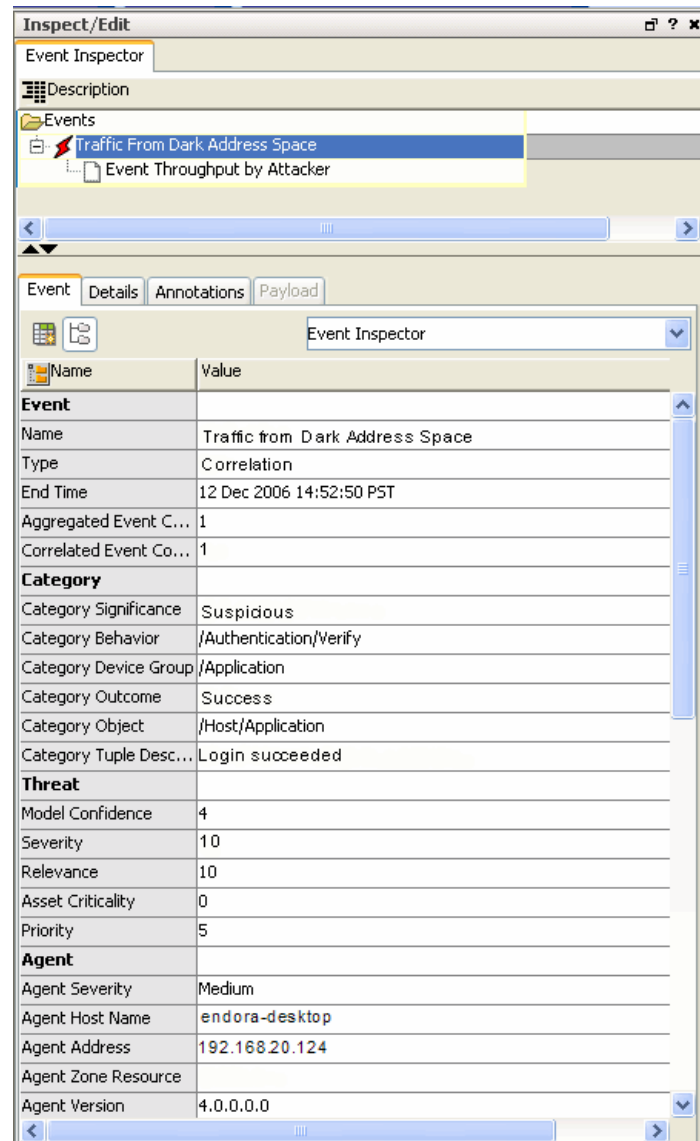 Inspect/Edit
Event Inspector
Description
Events
Traffic From Dark Address Space
Event Throughput by Attacker
Event Details Annotations Payload
Event Inspector
Name Value
Event
Name Traffic from Dark Address Space
Type Correlation
End Time 12 Dec 2006 14:52:50 PST
Aggregated Event C... 1
Correlated Event Co... 1
Category
Category Significance Suspicious
Category Behavior /Authentication/Verify
Category Device Group /Application
Category Outcome Success
Category Object /Host/Application
Category Tuple Desc... Login succeeded
Threat
Model Confidence 4
Severity 10
Relevance 10
Asset Criticality 0
Priority 5
Agent
Agent Severity Medium
Agent Host Name endora-desktop
Agent Address 192.168.20.124
Agent Zone Resource
Agent Version 4.0.0.0.0